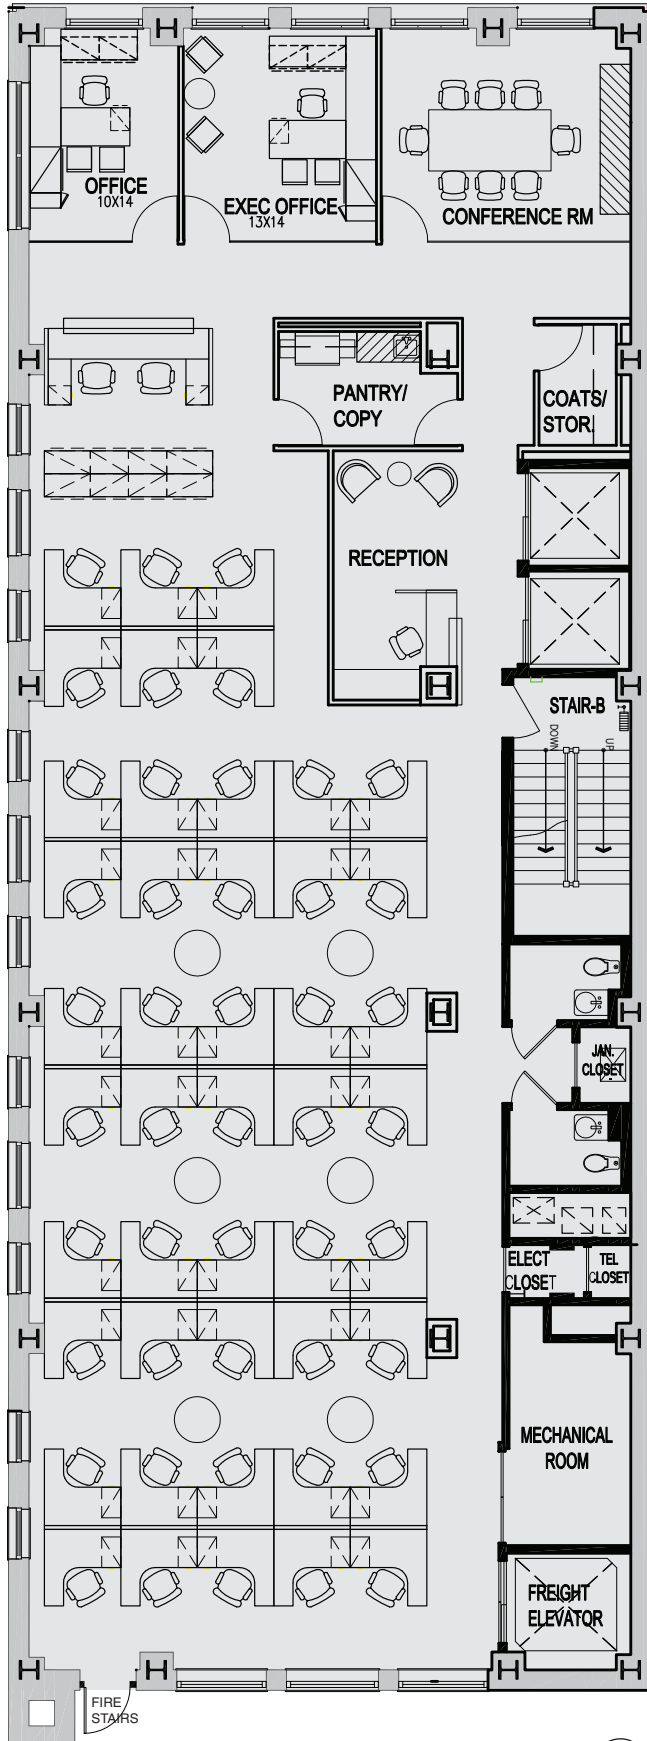 OFFICE
10X14
EXEC OFFICE
13X14
CONFERENCE RM
PANTRY/
COPY
COATS/
STOR.
RECEPTION
STAIR-B
DOWN
UP
JAN.
CLOSET
ELECT
CLOSET
TEL
CLOSET
MECHANICAL
ROOM
FREIGHT
ELEVATOR
FIRE
STAIRS